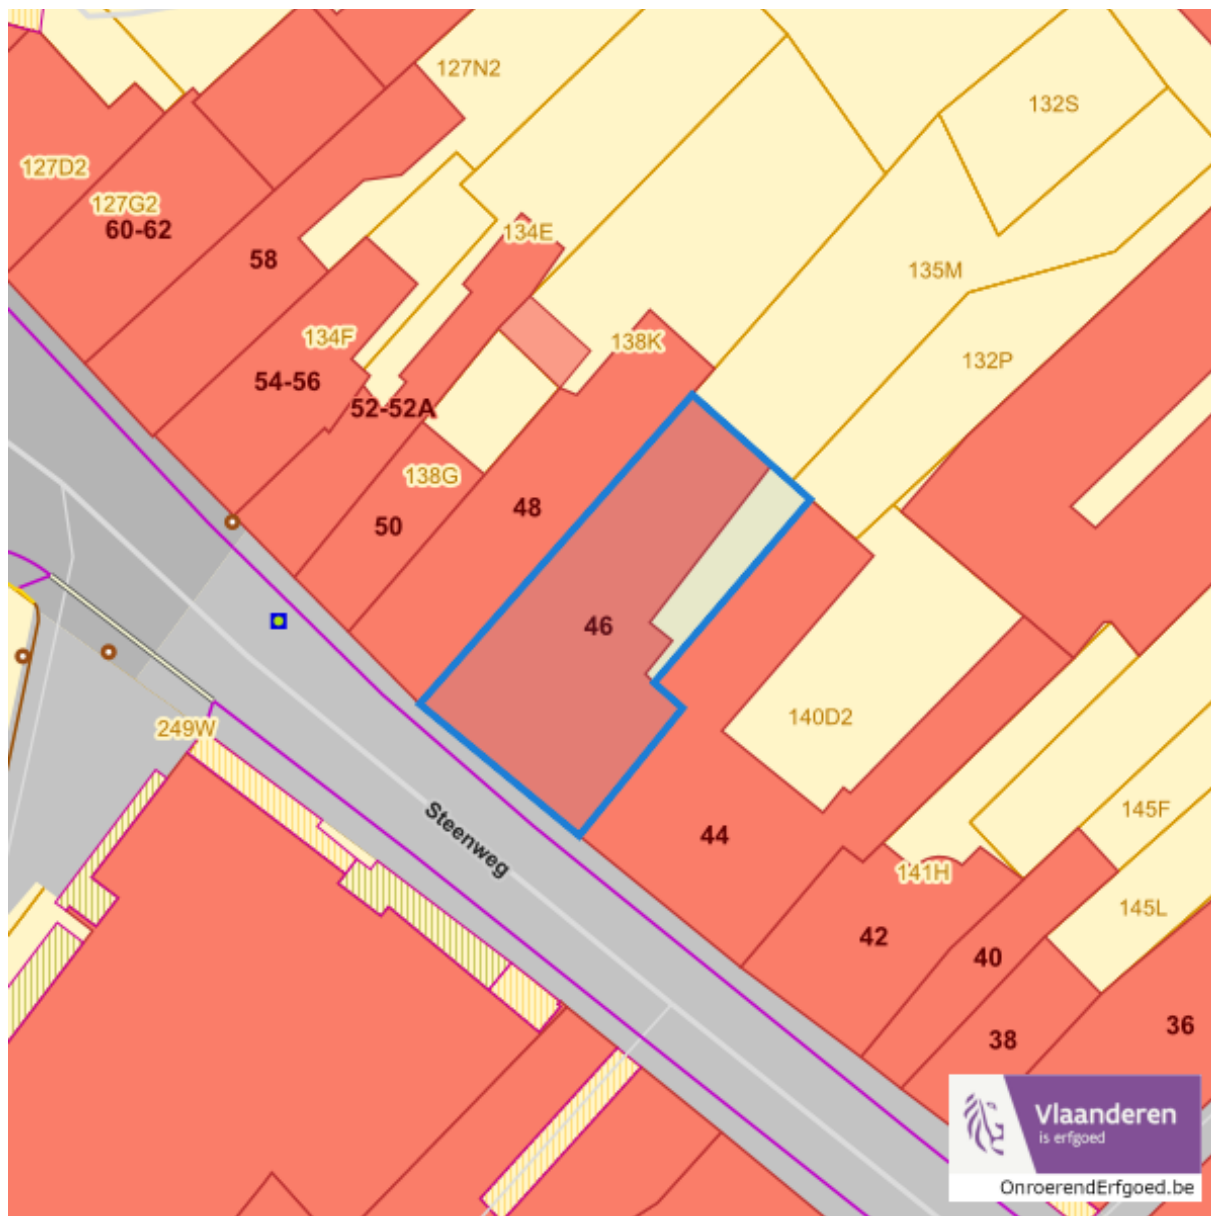 127N2
132S
127D2
127G2
60-62
134E
58
135M
134F
138K
132P
54-56
52-52A
138G
48
50
46
140D2
249W
Steenweg
44
145F
141H
145L
42
40
36
38
Vlaanderen
is erfgoed
OnroerendErfgoed.be